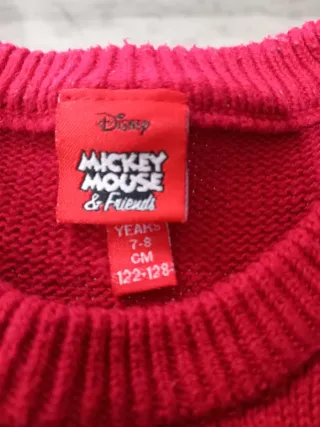 Disney
MICKEY
MOUSE
& Friends
YEARS
7-8
CM
122-128